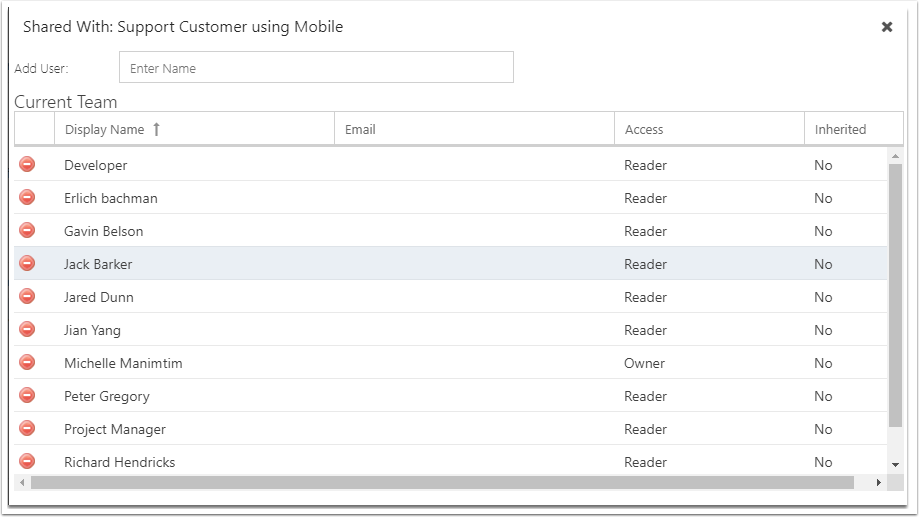 Shared With: Support Customer using Mobile
Add User: Enter Name
Current Team
Display Name Email Access Inherited
Developer Reader No
Erlich bachman Reader No
Gavin Belson Reader No
Jack Barker Reader No
Jared Dunn Reader No
Jian Yang Reader No
Michelle Manimtim Owner No
Peter Gregory Reader No
Project Manager Reader No
Richard Hendricks Reader No